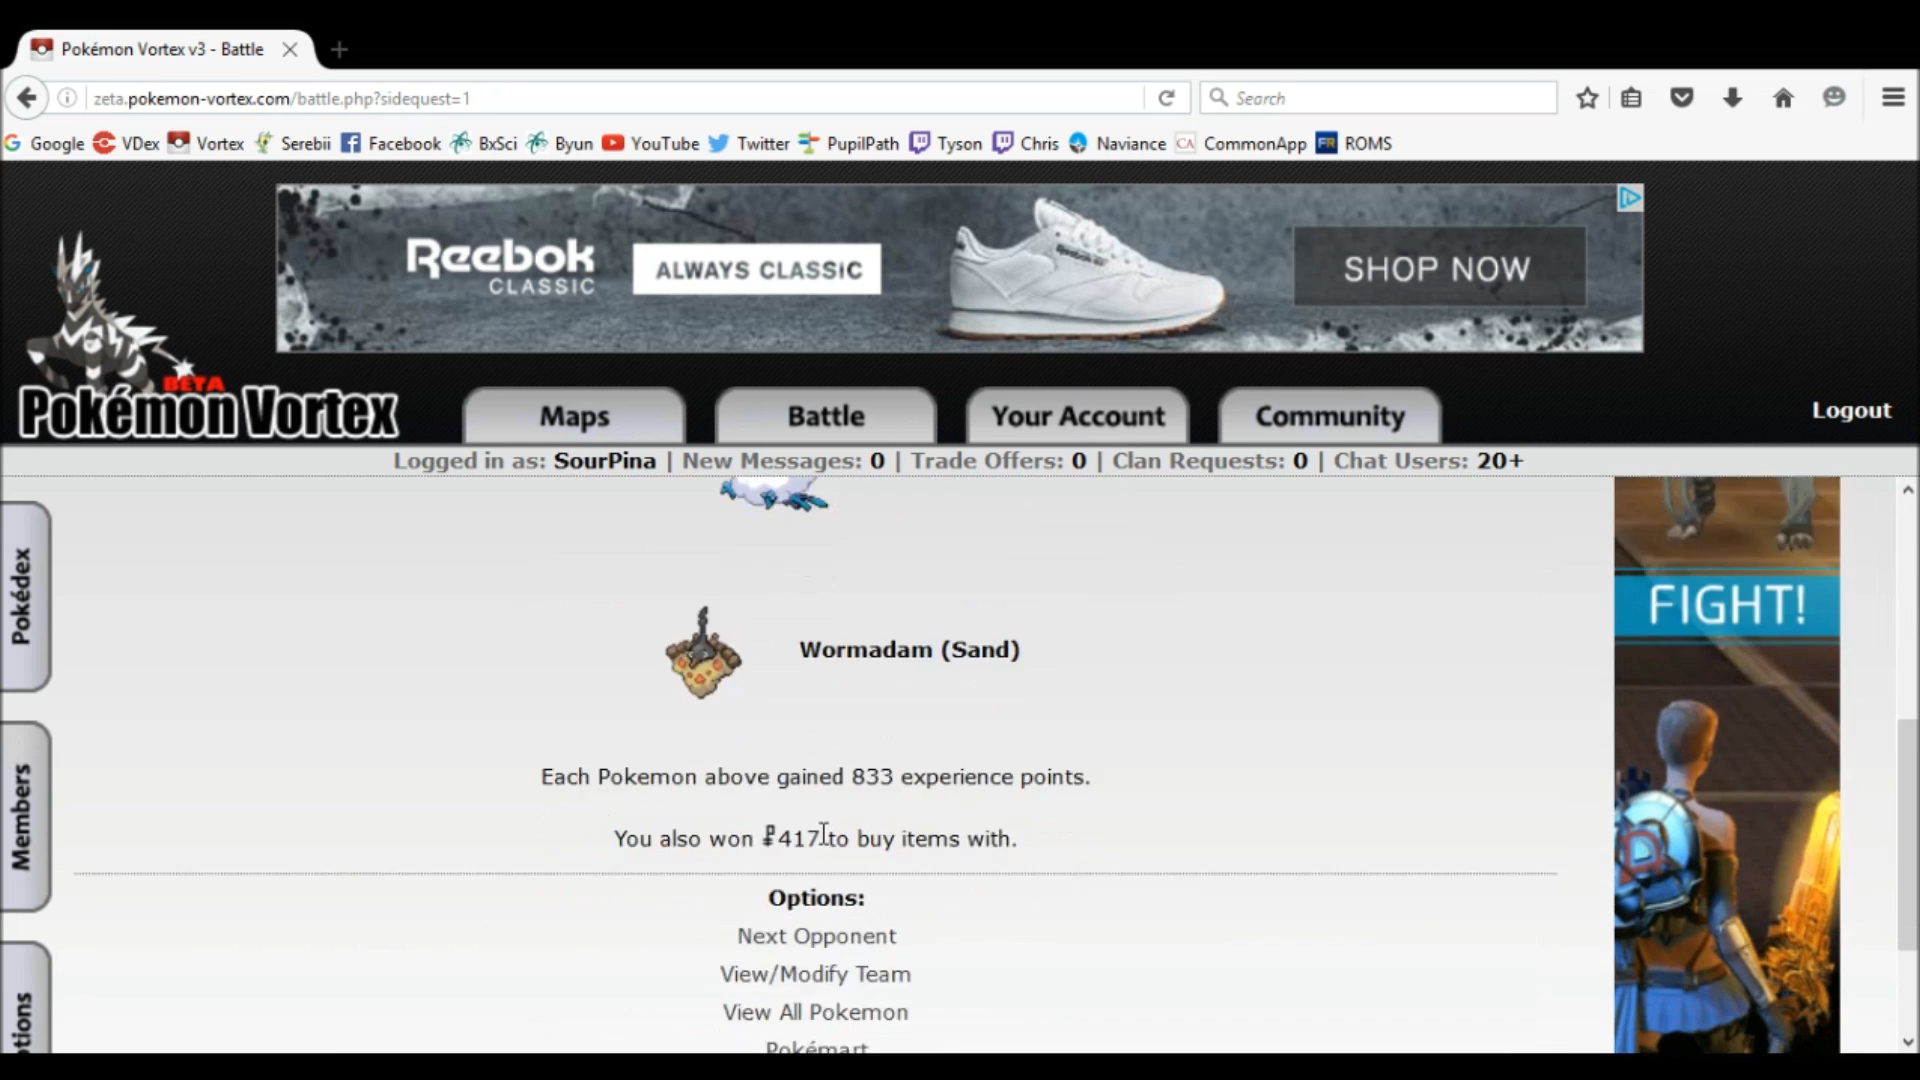 Pokémon Vortex v3 - Battle
zeta.pokemon-vortex.com/battle.php?sidequest=1
Search
Google VDex Vortex Serebii Facebook BxSci Byun YouTube Twitter PupilPath Tyson Chris Naviance CA CommonApp FR ROMS
Reebok
CLASSIC
ALWAYS CLASSIC
SHOP NOW
BETA
Pokémon Vortex
Maps
Battle
Your Account
Community
Logout
Logged in as: SourPina | New Messages: 0 | Trade Offers: 0 | Clan Requests: 0 | Chat Users: 20+
Pokédex
Members
tions
FIGHT!
Wormadam (Sand)
Each Pokemon above gained 833 experience points.
You also won ₽417 to buy items with.
Options:
Next Opponent
View/Modify Team
View All Pokemon
Pokémart